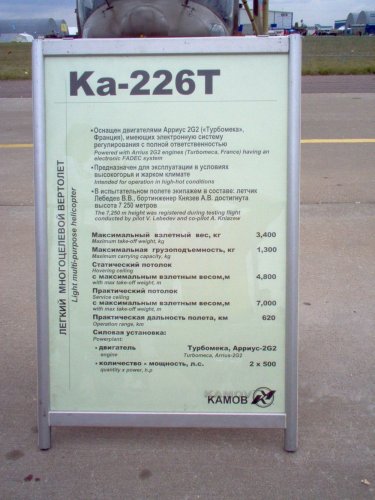 Ка-226Т
ЛЕГКИЙ МНОГОЦЕЛЕВОЙ ВЕРТОЛЕТ
Light multi-purpose helicopter
•Оснащен двигателями Арриус 2G2 («Турбомека»,
Франция), имеющих электронную систему
регулирования с полной ответственностью
Powered with Arrius 2G2 engines (Turbomeca, France) having an
electronic FADEC system
•Предназначен для эксплуатации в условиях
высокогорья и жарком климате
Intended for operation in high-hot conditions
•В испытательном полете экипажем в составе: летчик
Лебедев В.В., бортинженер Князев А.В. достигнута
высота 7 250 метров
The 7,250 m height was registered during testing flight
conducted by pilot V. Lebedev and co-pilot A. Kniazev
Максимальный взлетный вес, кг 3,400
Maximum take-off weight, kg
Максимальная грузоподъемность, кг 1,300
Maximum carrying capacity, kg
Статический потолок
Hovering ceiling
с максимальным взлетным весом,м 4,800
with max take-off weight, m
Практический потолок
Service ceiling
с максимальным взлетным весом,м 7,000
with max take-off weight, m
Практическая дальность полета, км 620
Operation range, km
Силовая установка:
Powerplant:
• двигатель Турбомека, Арриус-2G2
engine Turbomeca, Arrius-2G2
• количество × мощность, л.с. 2 x 500
quantity x power, h.p
КАМОВ